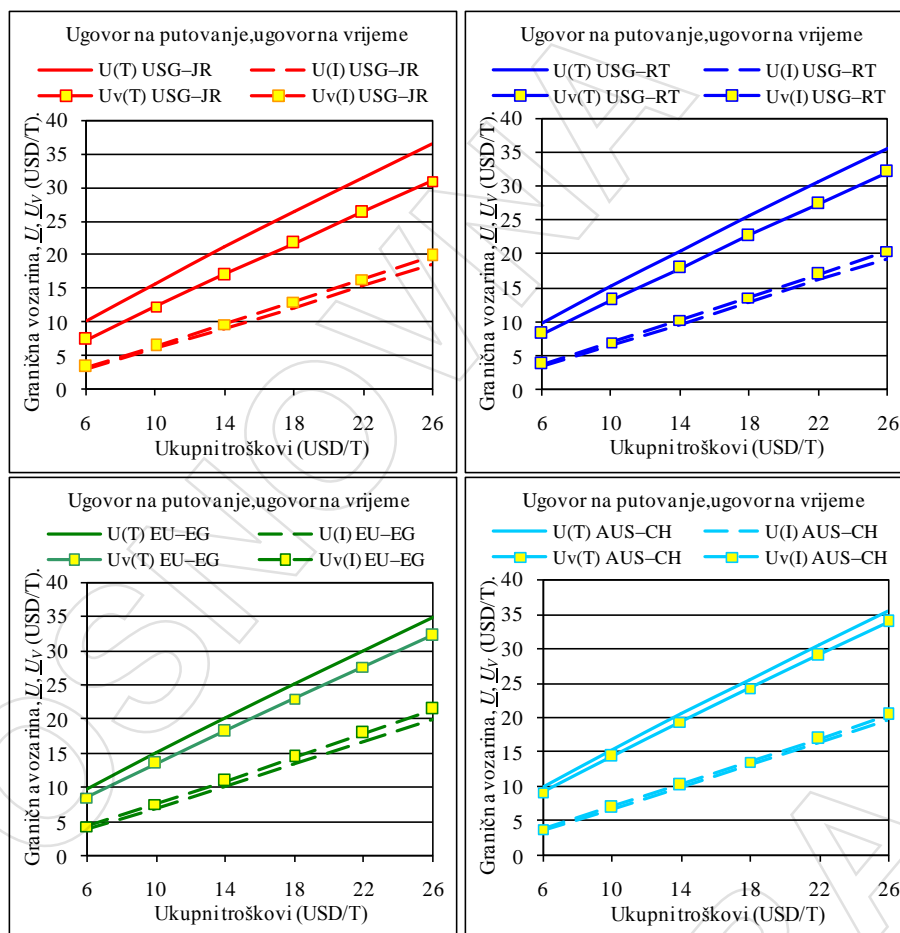 Ugovor na putovanje,ugovor na vrijeme
U(T) USG–JR U(I) USG–JR
Uv(T) USG–JR Uv(I) USG–JR
Granična vozarina, U, Uv (USD/T).
40
35
30
25
20
15
10
5
0
6 10 14 18 22 26
Ukupni troškovi (USD/T)
Ugovor na putovanje,ugovor na vrijeme
U(T) USG–RT U(I) USG–RT
Uv(T) USG–RT Uv(I) USG–RT
Granična vozarina, U, Uv (USD/T).
40
35
30
25
20
15
10
5
0
6 10 14 18 22 26
Ukupni troškovi (USD/T)
Ugovor na putovanje,ugovor na vrijeme
U(T) EU–EG U(I) EU–EG
Uv(T) EU–EG Uv(I) EU–EG
Granična vozarina, U, Uv (USD/T).
40
35
30
25
20
15
10
5
0
6 10 14 18 22 26
Ukupni troškovi (USD/T)
Ugovor na putovanje,ugovor na vrijeme
U(T) AUS–CH U(I) AUS–CH
Uv(T) AUS–CH Uv(I) AUS–CH
Granična vozarina, U, Uv (USD/T).
40
35
30
25
20
15
10
5
0
6 10 14 18 22 26
Ukupni troškovi (USD/T)
OSNOVNA